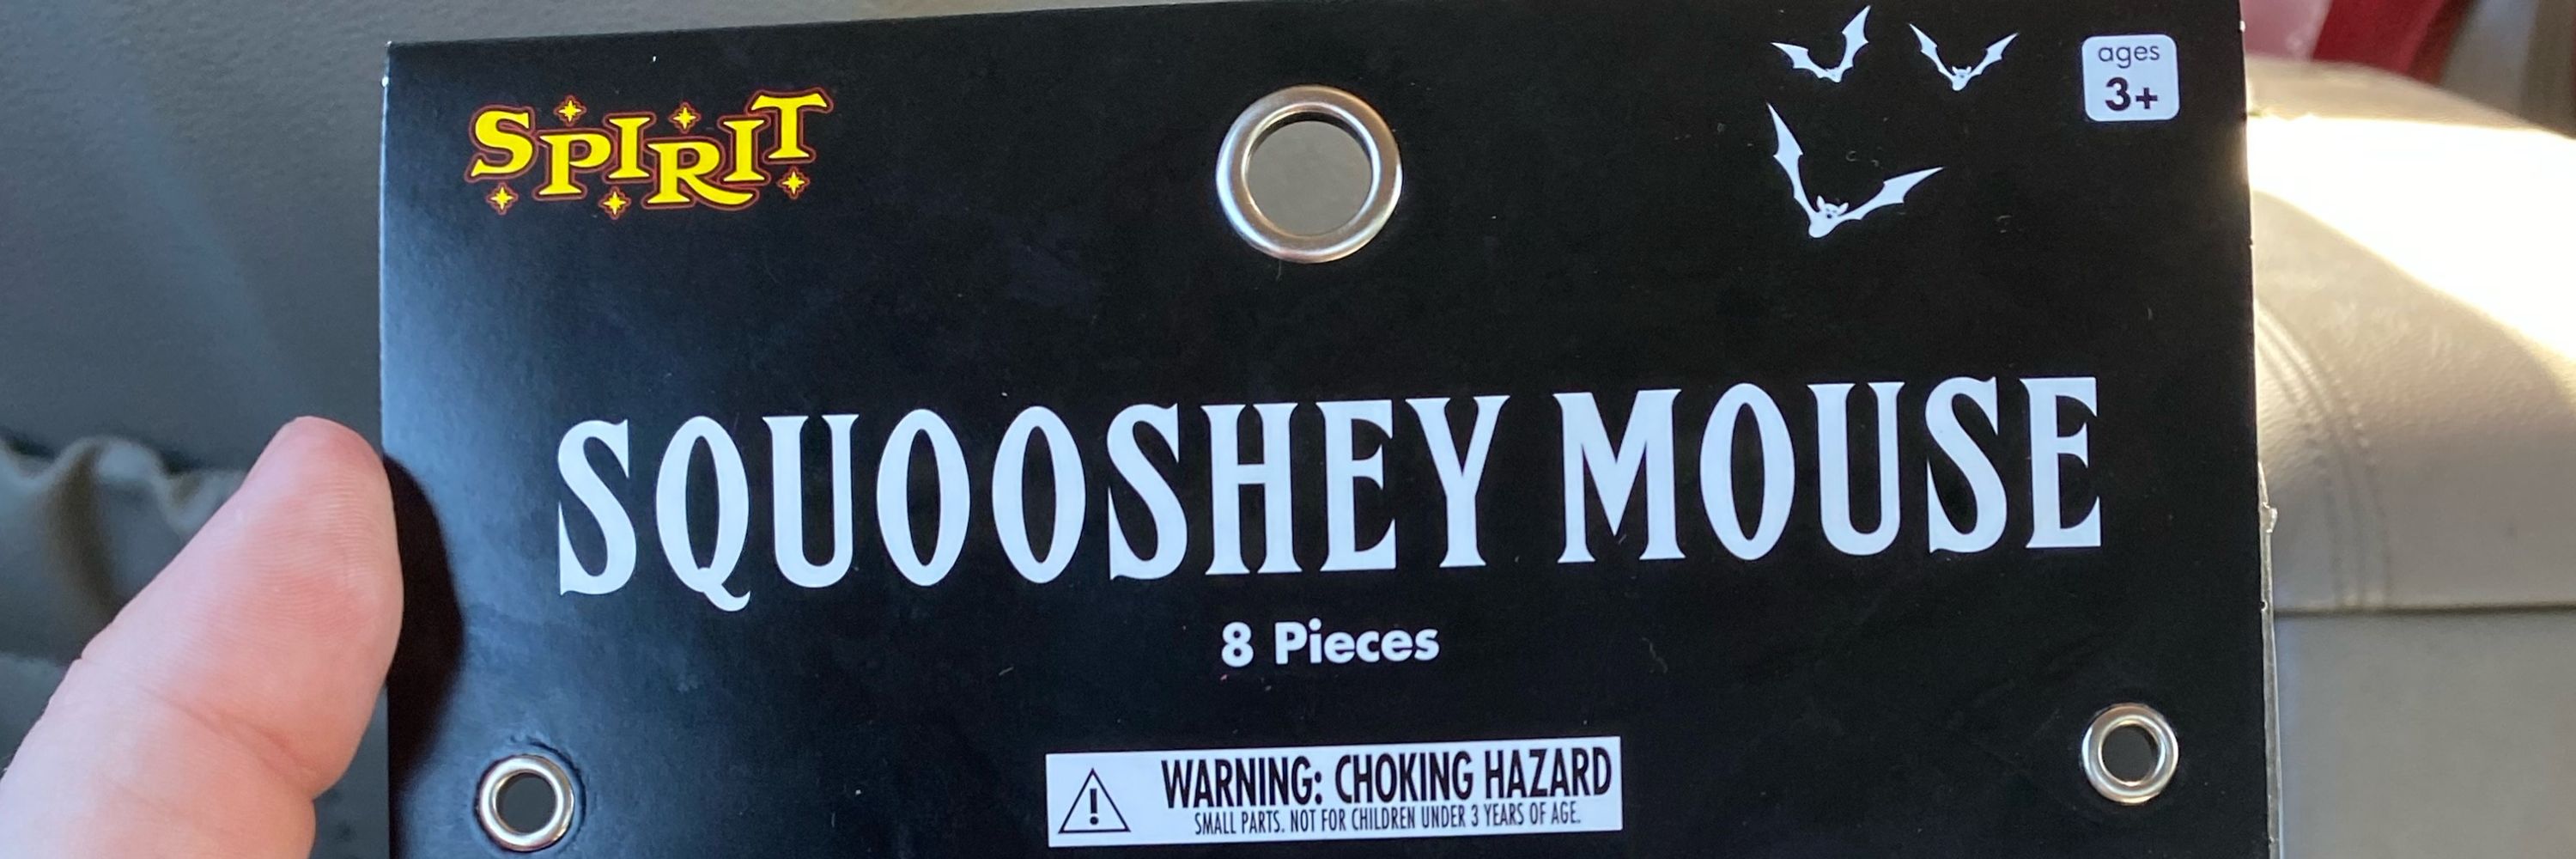 SPIRIT
ages
3+
SQUOOSHEY MOUSE
8 Pieces
WARNING: CHOKING HAZARD
SMALL PARTS. NOT FOR CHILDREN UNDER 3 YEARS OF AGE.